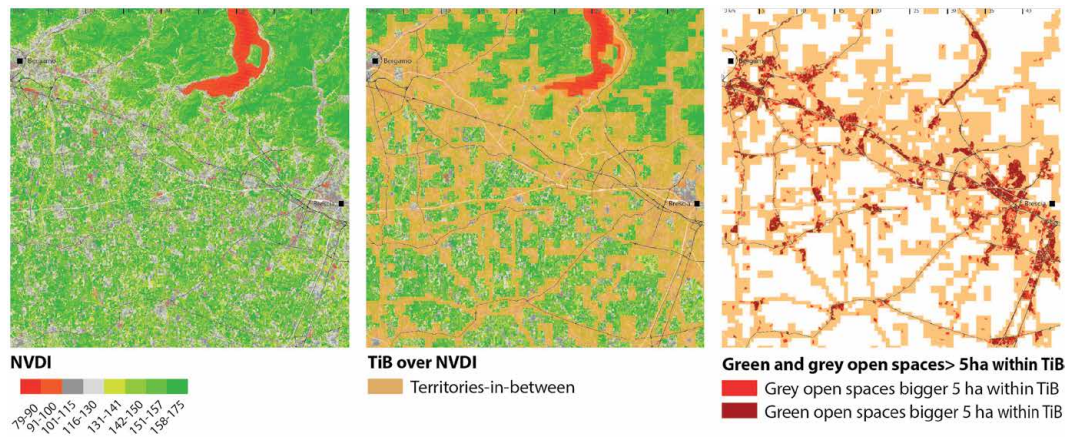 Bergamo
Brescia
Bergamo
Brescia
Bergamo
Brescia
NVDI
79-90
91-100
101-115
116-130
131-141
142-150
151-157
158-175
TiB over NVDI
Territories-in-between
Green and grey open spaces> 5ha within TiB
Grey open spaces bigger 5 ha within TiB
Green open spaces bigger 5 ha within TiB